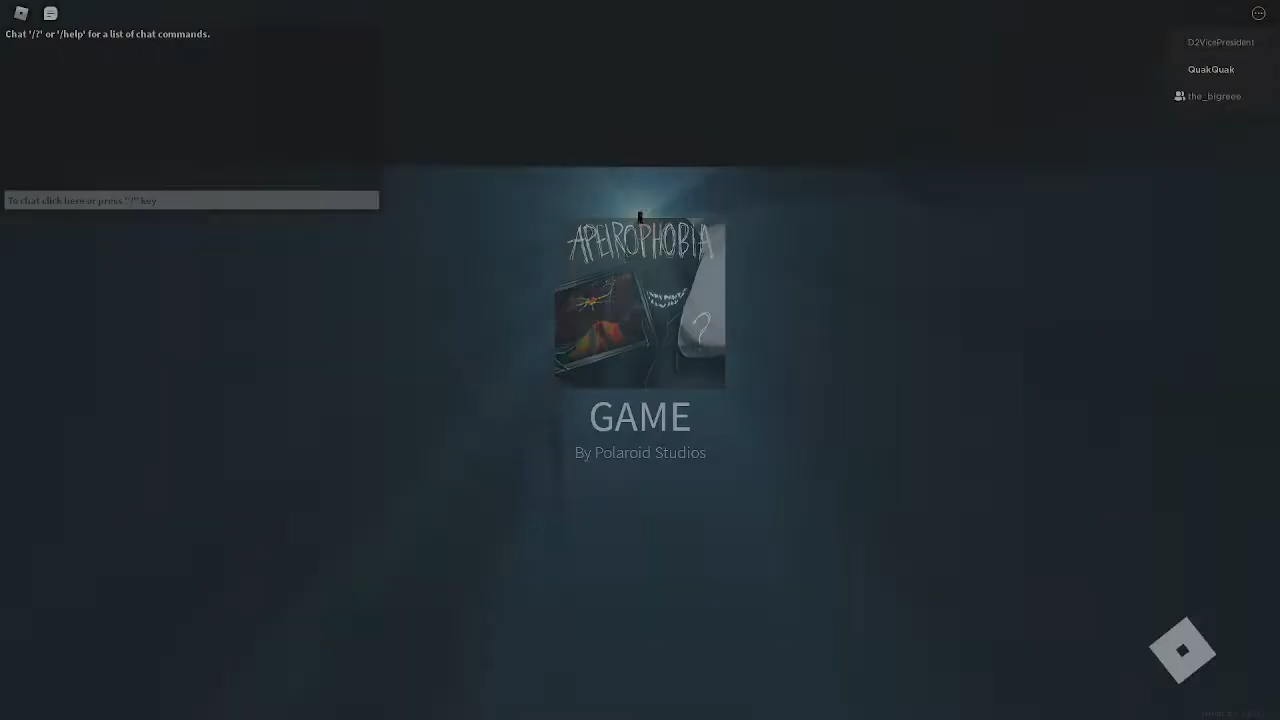 Chat '/?' or '/help' for a list of chat commands.
D2VicePresident
QuakQuak
the_bigreee
To chat click here or press "/" key
APEIROPHOBIA
?
GAME
By Polaroid Studios